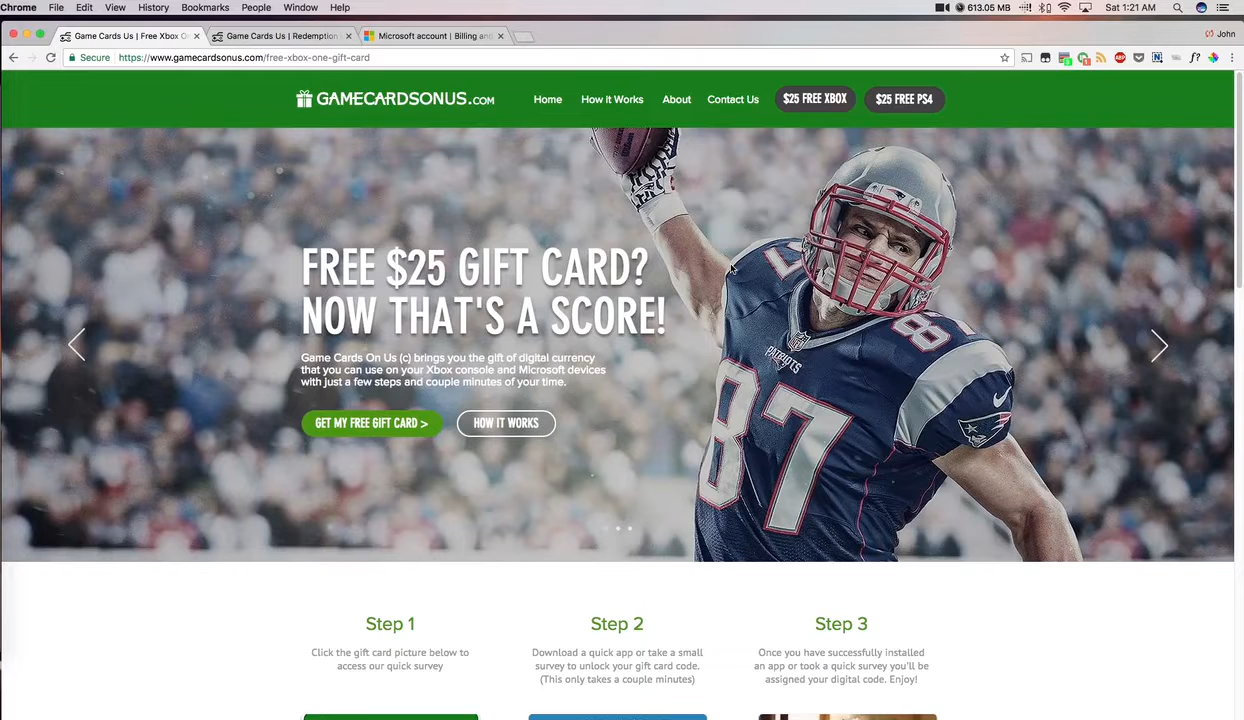 Chrome File Edit View History Bookmarks People Window Help 613.05 MB Sat 1:21 AM
Game Cards Us | Free Xbox O Game Cards Us | Redemption Microsoft account | Billing an John
Secure https://www.gamecardsonus.com/free-xbox-one-gift-card
GAMECARDSONUS.COM Home How it Works About Contact Us $25 FREE XBOX $25 FREE PS4
FREE $25 GIFT CARD?
NOW THAT'S A SCORE!
Game Cards On Us (c) brings you the gift of digital currency
that you can use on your Xbox console and Microsoft devices
with just a few steps and couple minutes of your time.
GET MY FREE GIFT CARD > HOW IT WORKS
PATRIOTS
87
87
Step 1
Click the gift card picture below to
access our quick survey
Step 2
Download a quick app or take a small
survey to unlock your gift card code.
(This only takes a couple minutes)
Step 3
Once you have successfully installed
an app or took a quick survey you'll be
assigned your digital code. Enjoy!